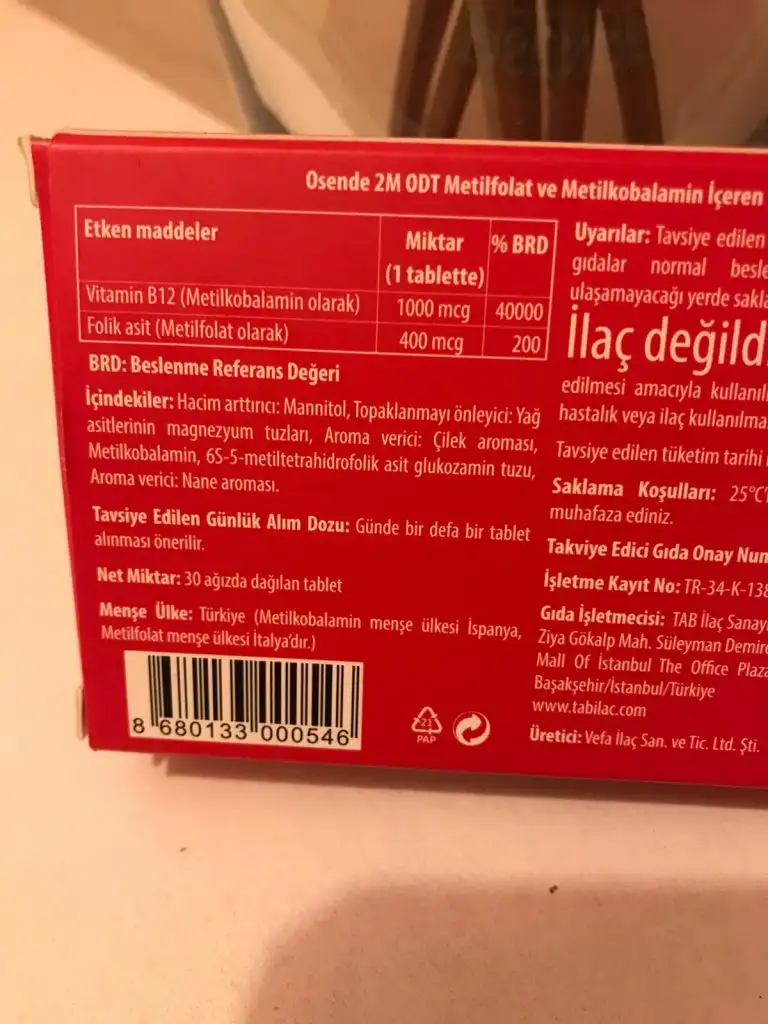 Osende 2M ODT Metilfolat ve Metilkobalamin İçeren
Etken maddeler
Miktar
(1 tablette)
% BRD
Vitamin B12 (Metilkobalamin olarak)
1000 mcg
40000
Folik asit (Metilfolat olarak)
400 mcg
200
BRD: Beslenme Referans Değeri
İçindekiler: Hacim arttırıcı: Mannitol, Topaklanmayı önleyici: Yağ
asitlerinin magnezyum tuzları, Aroma verici: Çilek aroması,
Metilkobalamin, 6S-5-metiltetrahidrofolik asit glukozamin tuzu,
Aroma verici: Nane aroması.
Tavsiye Edilen Günlük Alım Dozu: Günde bir defa bir tablet
alınması önerilir.
Net Miktar: 30 ağızda dağılan tablet
Menşe Ülke: Türkiye (Metilkobalamin menşe ülkesi İspanya,
Metilfolat menşe ülkesi İtalya'dır.)
8 680133 000546
21
PAP
Uyarılar: Tavsiye edilen
gıdalar normal besle
ulaşamayacağı yerde sakla
İlaç değild
edilmesi amacıyla kullanıl
hastalık veya ilaç kullanılma
Tavsiye edilen tüketim tarihi
Saklama Koşulları: 25°C'
muhafaza ediniz.
Takviye Edici Gıda Onay Num
İşletme Kayıt No: TR-34-K-138
Gıda İşletmecisi: TAB İlaç Sanayi
Ziya Gökalp Mah. Süleyman Demire
Mall Of İstanbul The Office Plaza
Başakşehir/İstanbul/Türkiye
www.tabilac.com
Üretici: Vefa İlaç San. ve Tic. Ltd. Şti.